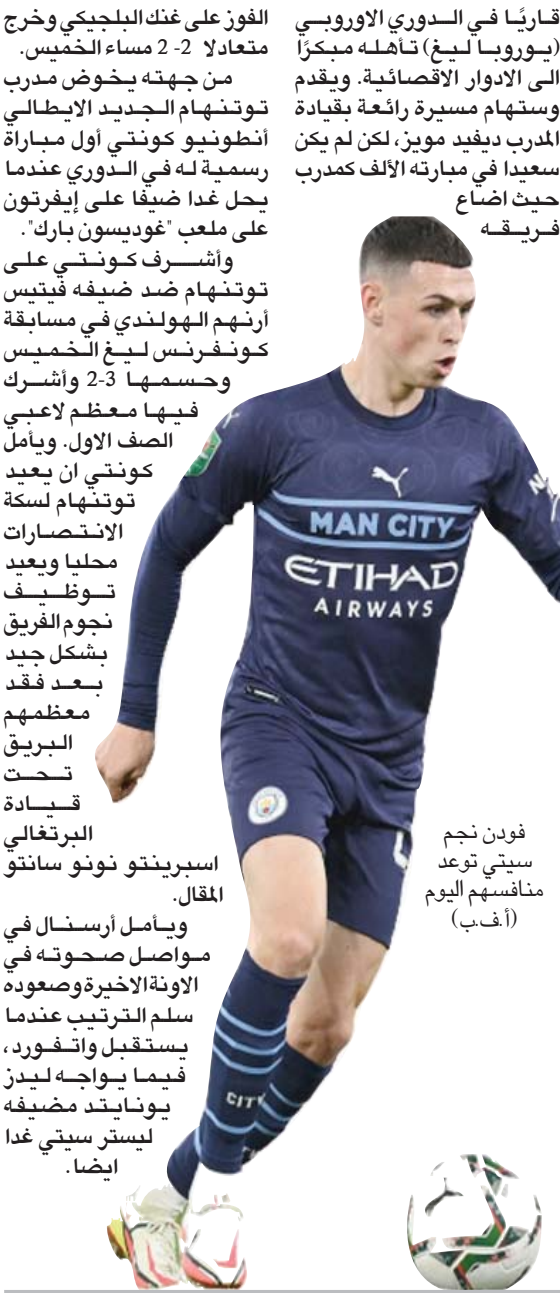 قاريًا في الدوري الاوروبي
(يوروبا ليغ) تأهله مبكرًا
الى الادوار الاقصائية. ويقدم
وستهام مسيرة رائعة بقيادة
المدرب ديفيد مويز، لكن لم يكن
سعيدا في مبارته الألف كمدرب
حيث اضاع
فريقه
الفوز على غنك البلجيكي وخرج
متعادلا 2- 2 مساء الخميس.
من جهته يخوض مدرب
توتنهام الجديد الايطالي
أنطونيو كونتي أول مباراة
رسمية له في الدوري عندما
يحل غدا ضيفا على إيفرتون
على ملعب "غوديسون بارك".
وأشرف كونتي على
توتنهام ضد ضيفه فيتيس
أرنهم الهولندي في مسابقة
كونفرنس ليغ الخميس
وحسمها 3-2 وأشرك
فيها معظم لاعبي
الصف الاول. ويأمل
كونتي ان يعيد
توتنهام لسكة
الانتصارات
محليا ويعيد
توظيف
نجوم الفريق
بشكل جيد
بعد فقد
معظمهم
البريق
تحت
قيادة
البرتغالي
اسبرينتو نونو سانتو
المقال.
ويأمل أرسنال في
مواصل صحوته في
الاونة الاخيرة وصعوده
سلم الترتيب عندما
يستقبل واتفورد،
فيما يواجه ليدز
يونايتد مضيفه
ليستر سيتي غدا
ايضا.
MAN CITY
ETIHAD
AIRWAYS
CITY
فودن نجم
سيتي توعد
منافسهم اليوم
(أ.ف.ب)